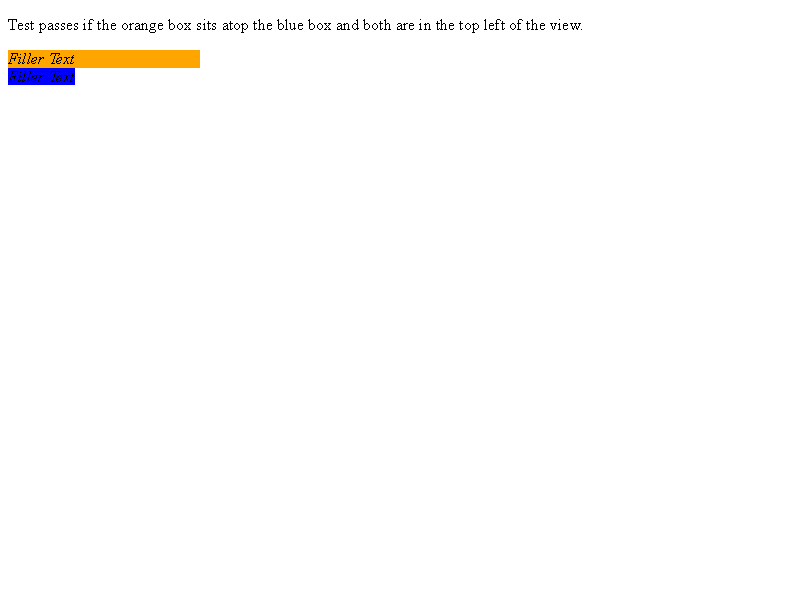 Test passes if the orange box sits atop the blue box and both are in the top left of the view.
Filler Text
Filler Text